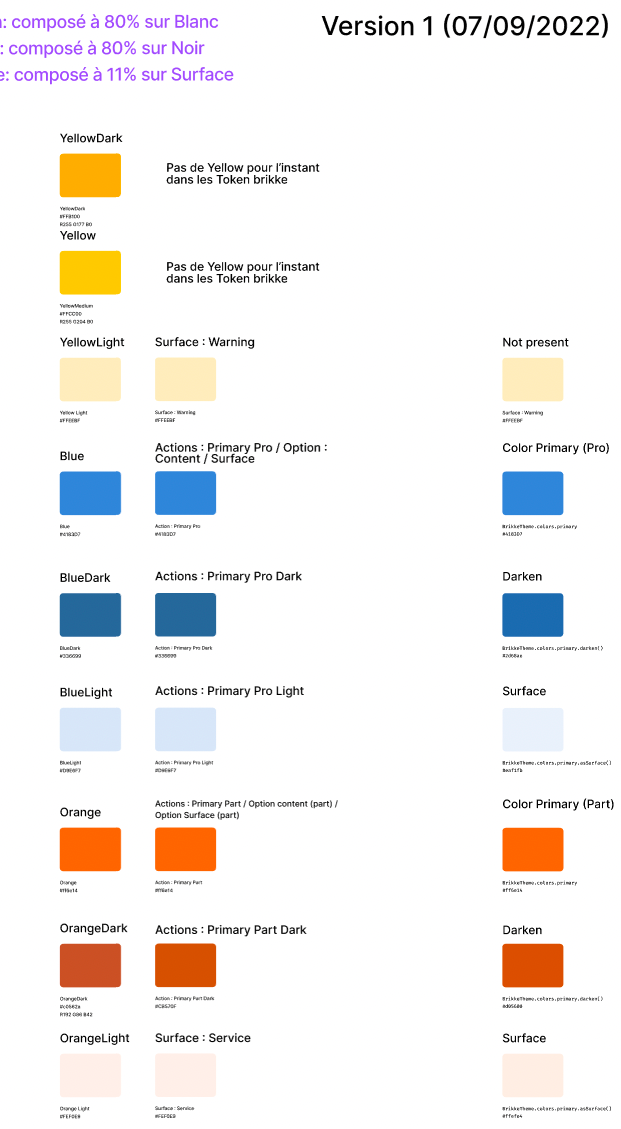 n: composé à 80% sur Blanc
: composé à 80% sur Noir
e: composé à 11% sur Surface
Version 1 (07/09/2022)
YellowDark
Pas de Yellow pour l'instant
dans les Token brikke
YellowDark
#FFB100
R255 G177 B0
Yellow
Pas de Yellow pour l'instant
dans les Token brikke
YellowMedium
#FFCC00
R255 G204 B0
YellowLight
Surface : Warning
Not present
Yellow Light
#FFEEBF
Surface : Warning
#FFEEBF
Surface : Warning
#FFEEBF
Blue
Actions : Primary Pro / Option :
Content / Surface
Color Primary (Pro)
Blue
#4183D7
Action : Primary Pro
#4183D7
BrikkeTheme.colors.primary
#4183D7
BlueDark
Actions : Primary Pro Dark
Darken
BlueDark
#336699
Action : Primary Pro Dark
#336699
BrikkeTheme.colors.primary.darken()
BlueLight
Actions : Primary Pro Light
Surface
BlueLight
#D9E6F7
Action : Primary Pro Light
#D9E6F7
BrikkeTheme.colors.primary.asSurface()
#eaf1fb
Orange
Actions : Primary Part / Option content (part) /
Option Surface (part)
Color Primary (Part)
Orange
#ff6e14
Action : Primary Part
#ff6e14
BrikkeTheme.colors.primary
#ff6e14
OrangeDark
Actions : Primary Part Dark
Darken
OrangeDark
#c0562a
R192 G86 B42
Action : Primary Part Dark
#CB570F
BrikkeTheme.colors.primary.darken()
OrangeLight
Surface : Service
Surface
Orange Light
#FEF0E9
Surface : Service
#FEF0E9
BrikkeTheme.colors.primary.asSurface()